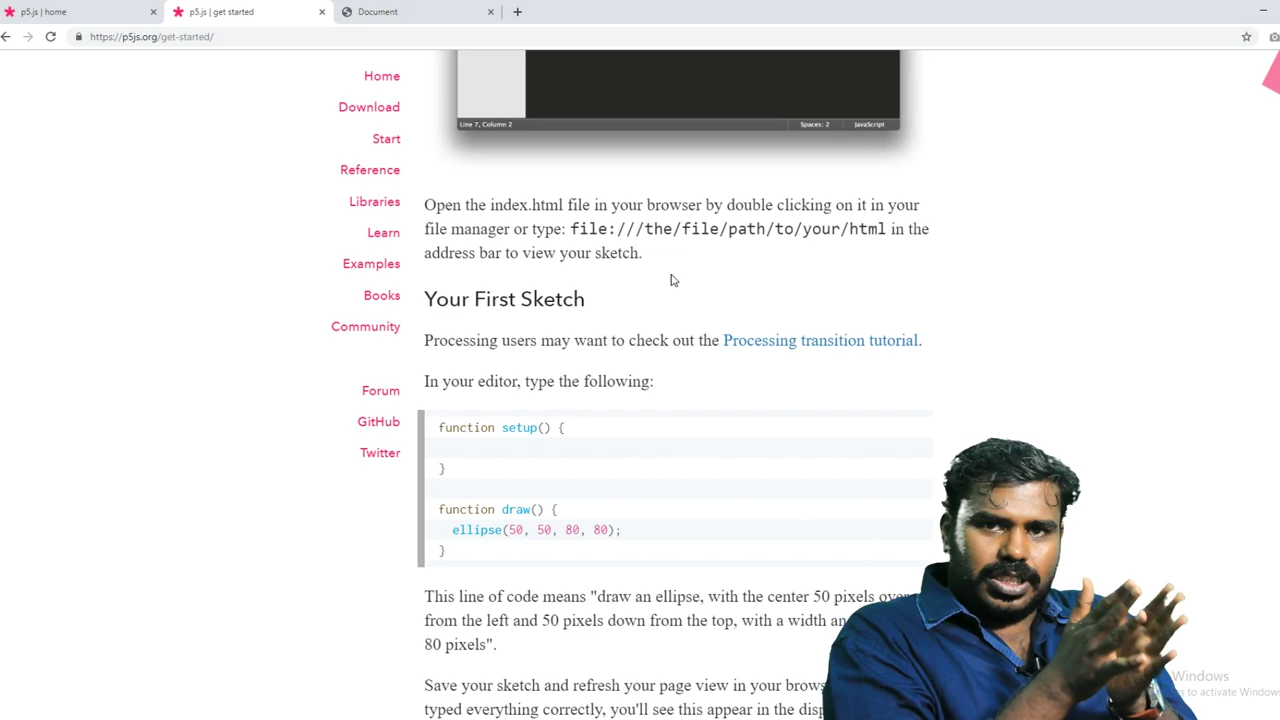 p5.js | home
p5.js | get started
Document
https://p5js.org/get-started/
Home
Download
Start
Reference
Libraries
Learn
Examples
Books
Community
Forum
GitHub
Twitter
Line 7, Column 2
Spaces: 2
JavaScript
Open the index.html file in your browser by double clicking on it in your
file manager or type: file:///the/file/path/to/your/html in the
address bar to view your sketch.
Your First Sketch
Processing users may want to check out the Processing transition tutorial.
In your editor, type the following:
function setup() {
}
function draw() {
ellipse(50, 50, 80, 80);
}
This line of code means "draw an ellipse, with the center 50 pixels over
from the left and 50 pixels down from the top, with a width
80 pixels".
Save your sketch and refresh your page view in your
typed everything correctly, you'll see this appear in the
Windows
to activate Windows